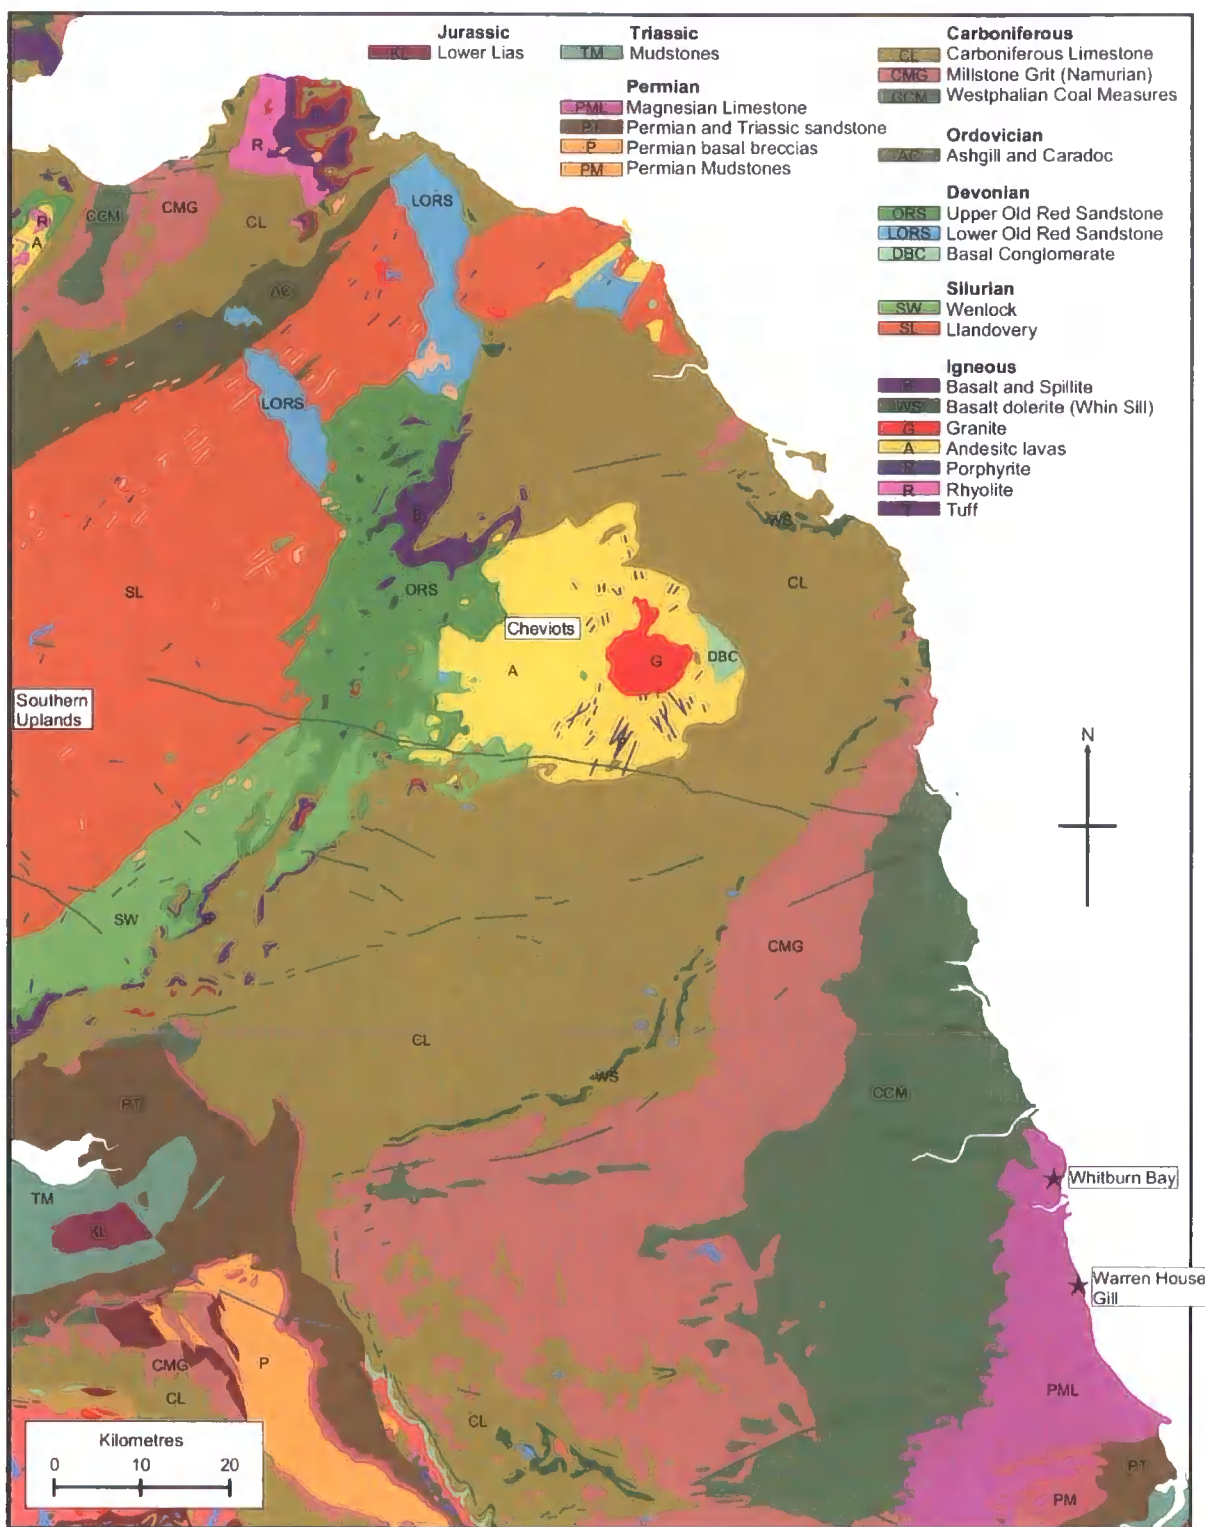 Jurassic
KL Lower Lias
Triassic
TM Mudstones
Permian
PML Magnesian Limestone
PT Permian and Triassic sandstone
P Permian basal breccias
PM Permian Mudstones
Carboniferous
CL Carboniferous Limestone
CMG Millstone Grit (Namurian)
CCM Westphalian Coal Measures
Ordovician
AC Ashgill and Caradoc
Devonian
ORS Upper Old Red Sandstone
LORS Lower Old Red Sandstone
DBC Basal Conglomerate
Silurian
SW Wenlock
SL Llandovery
Igneous
Basalt and Spillite
WS Basalt dolerite (Whin Sill)
G Granite
A Andesitc lavas
Porphyrite
R Rhyolite
T Tuff
R
LORS
R
CCM
CMG
CL
A
AC
LORS
B
WS
SL
ORS
CL
Cheviots
A
G
DBC
Southern
Uplands
N
SW
CMG
CL
WS
PT
CCM
Whitburn Bay
TM
KL
Warren House
Gill
CMG
P
CL
PML
CL
Kilometres
0 10 20
PT
PM